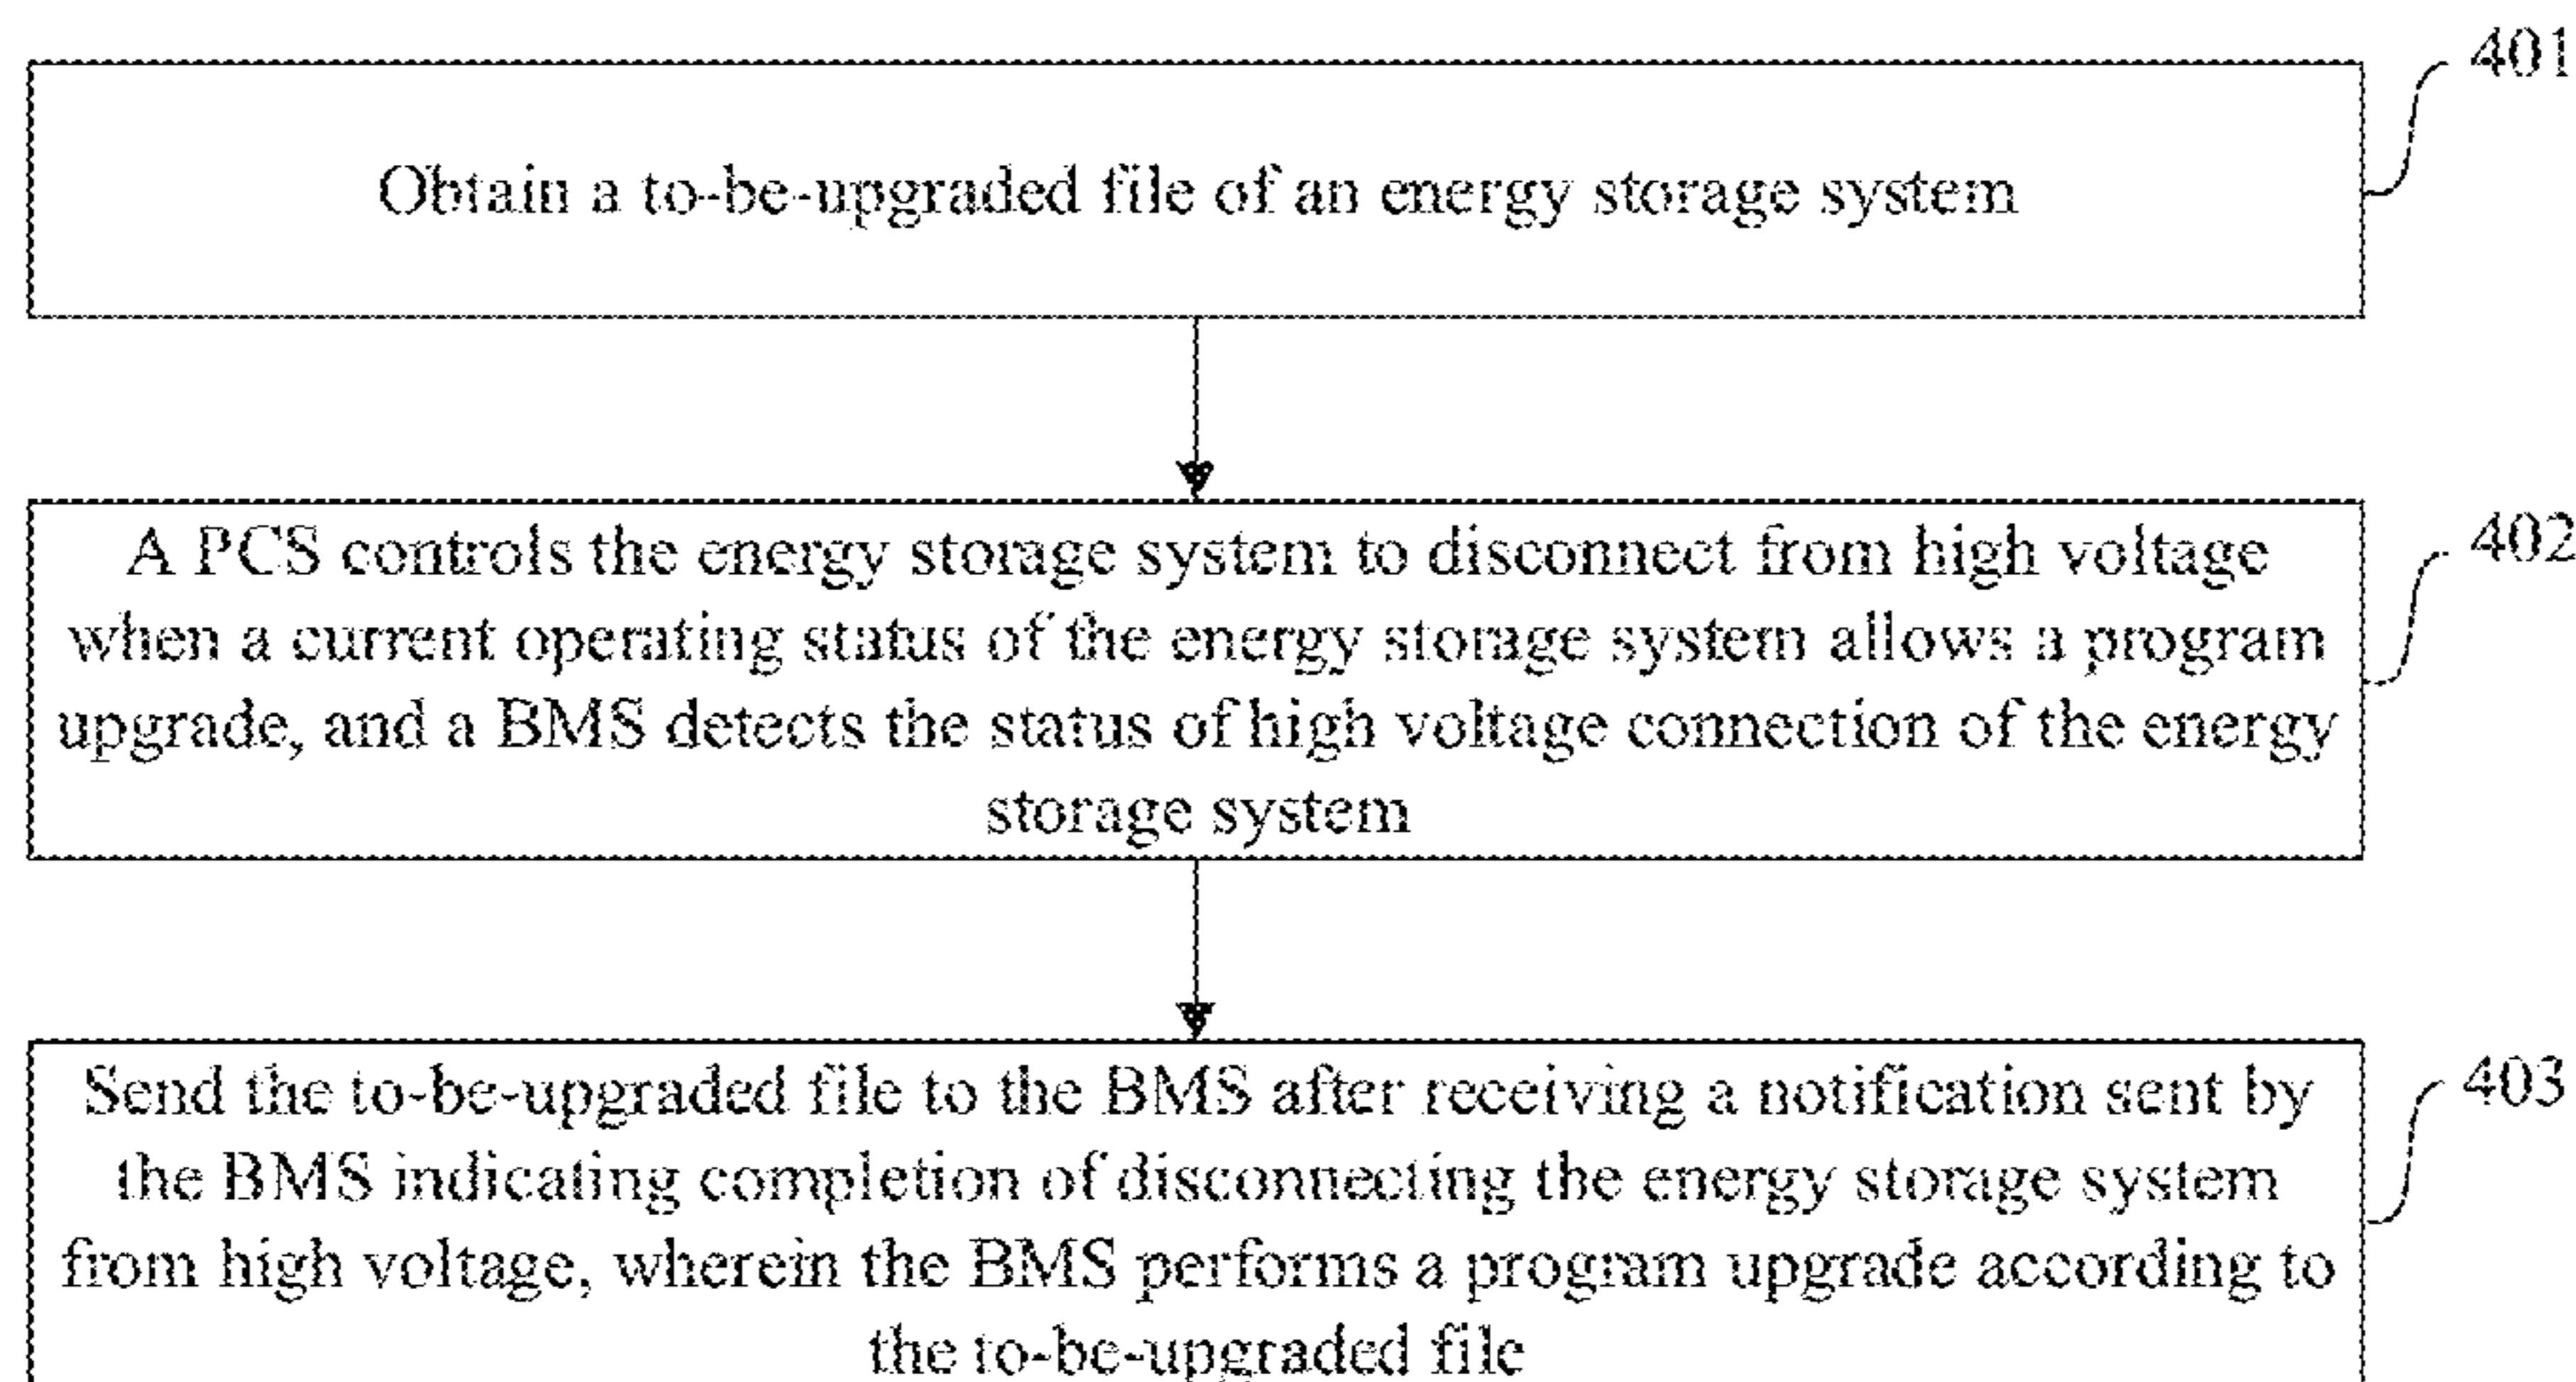 401
Obtain a to-be-upgraded file of an energy storage system
A PCS controls the energy storage system to disconnect from high voltage
when a current operating status of the energy storage system allows a program
upgrade, and a BMS detects the status of high voltage connection of the energy
storage system
402
Send the to-be-upgraded file to the BMS after receiving a notification sent by
the BMS indicating completion of disconnecting the energy storage system
from high voltage, wherein the BMS performs a program upgrade according to
the to-be-upgraded file
403